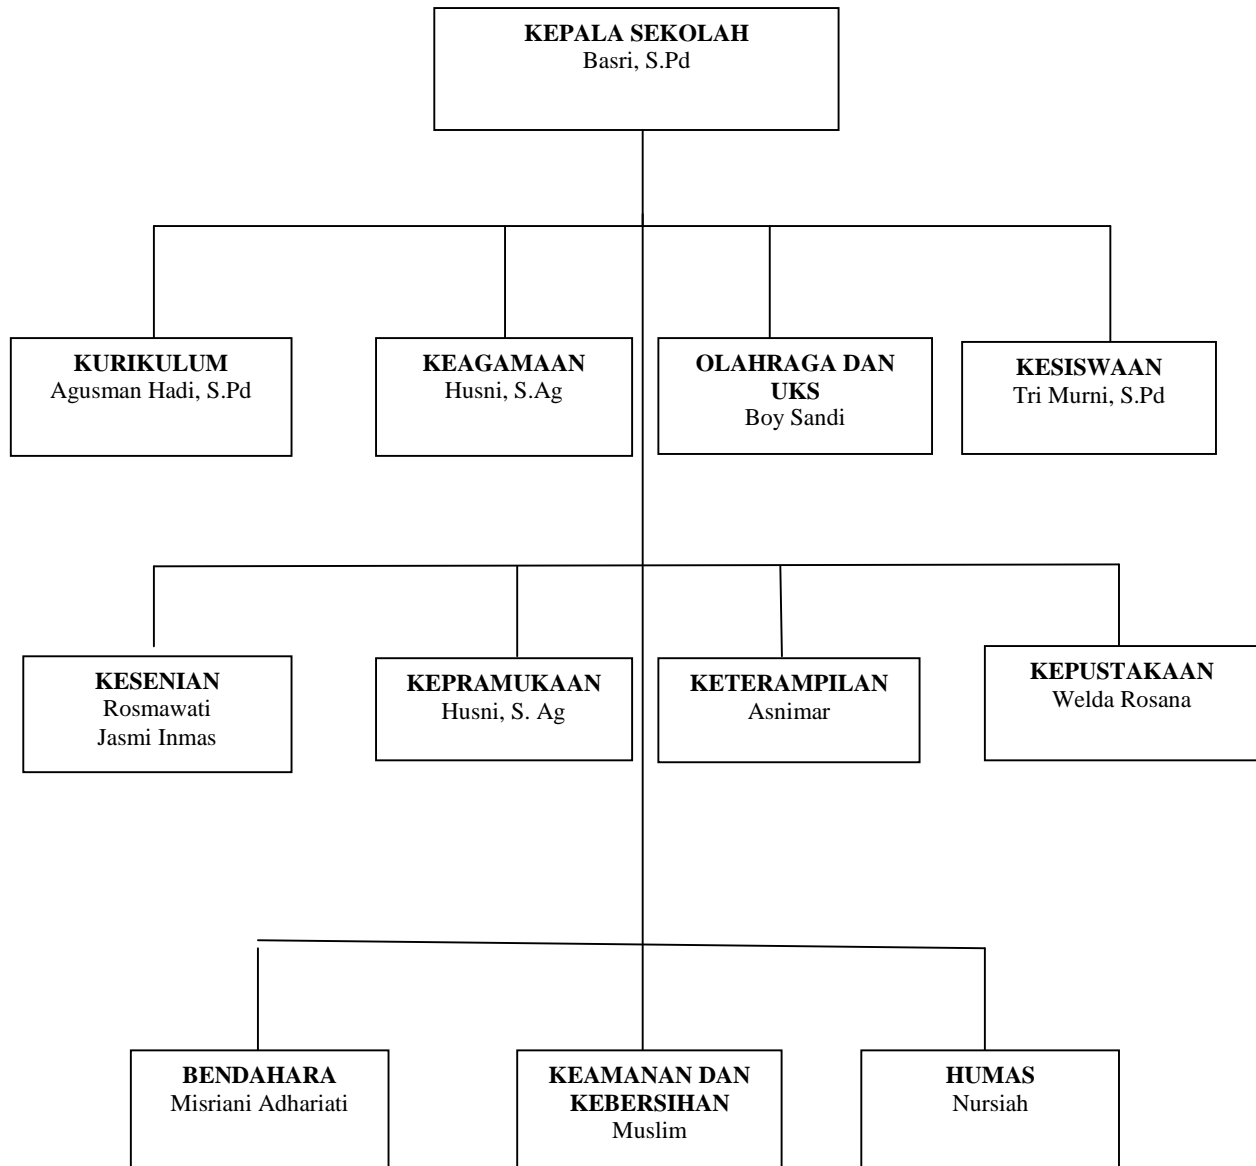 KEPALA SEKOLAH
Basri, S.Pd
KURIKULUM
Agusman Hadi, S.Pd
KEAGAMAAN
Husni, S.Ag
OLAHRAGA DAN
UKS
Boy Sandi
KESISWAAN
Tri Murni, S.Pd
KESENIAN
Rosmawati
Jasmi Inmas
KEPRAMUKAAN
Husni, S. Ag
KETERAMPILAN
Asnimar
KEPUSTAKAAN
Welda Rosana
BENDAHARA
Misriani Adhariati
KEAMANAN DAN
KEBERSIHAN
Muslim
HUMAS
Nursiah